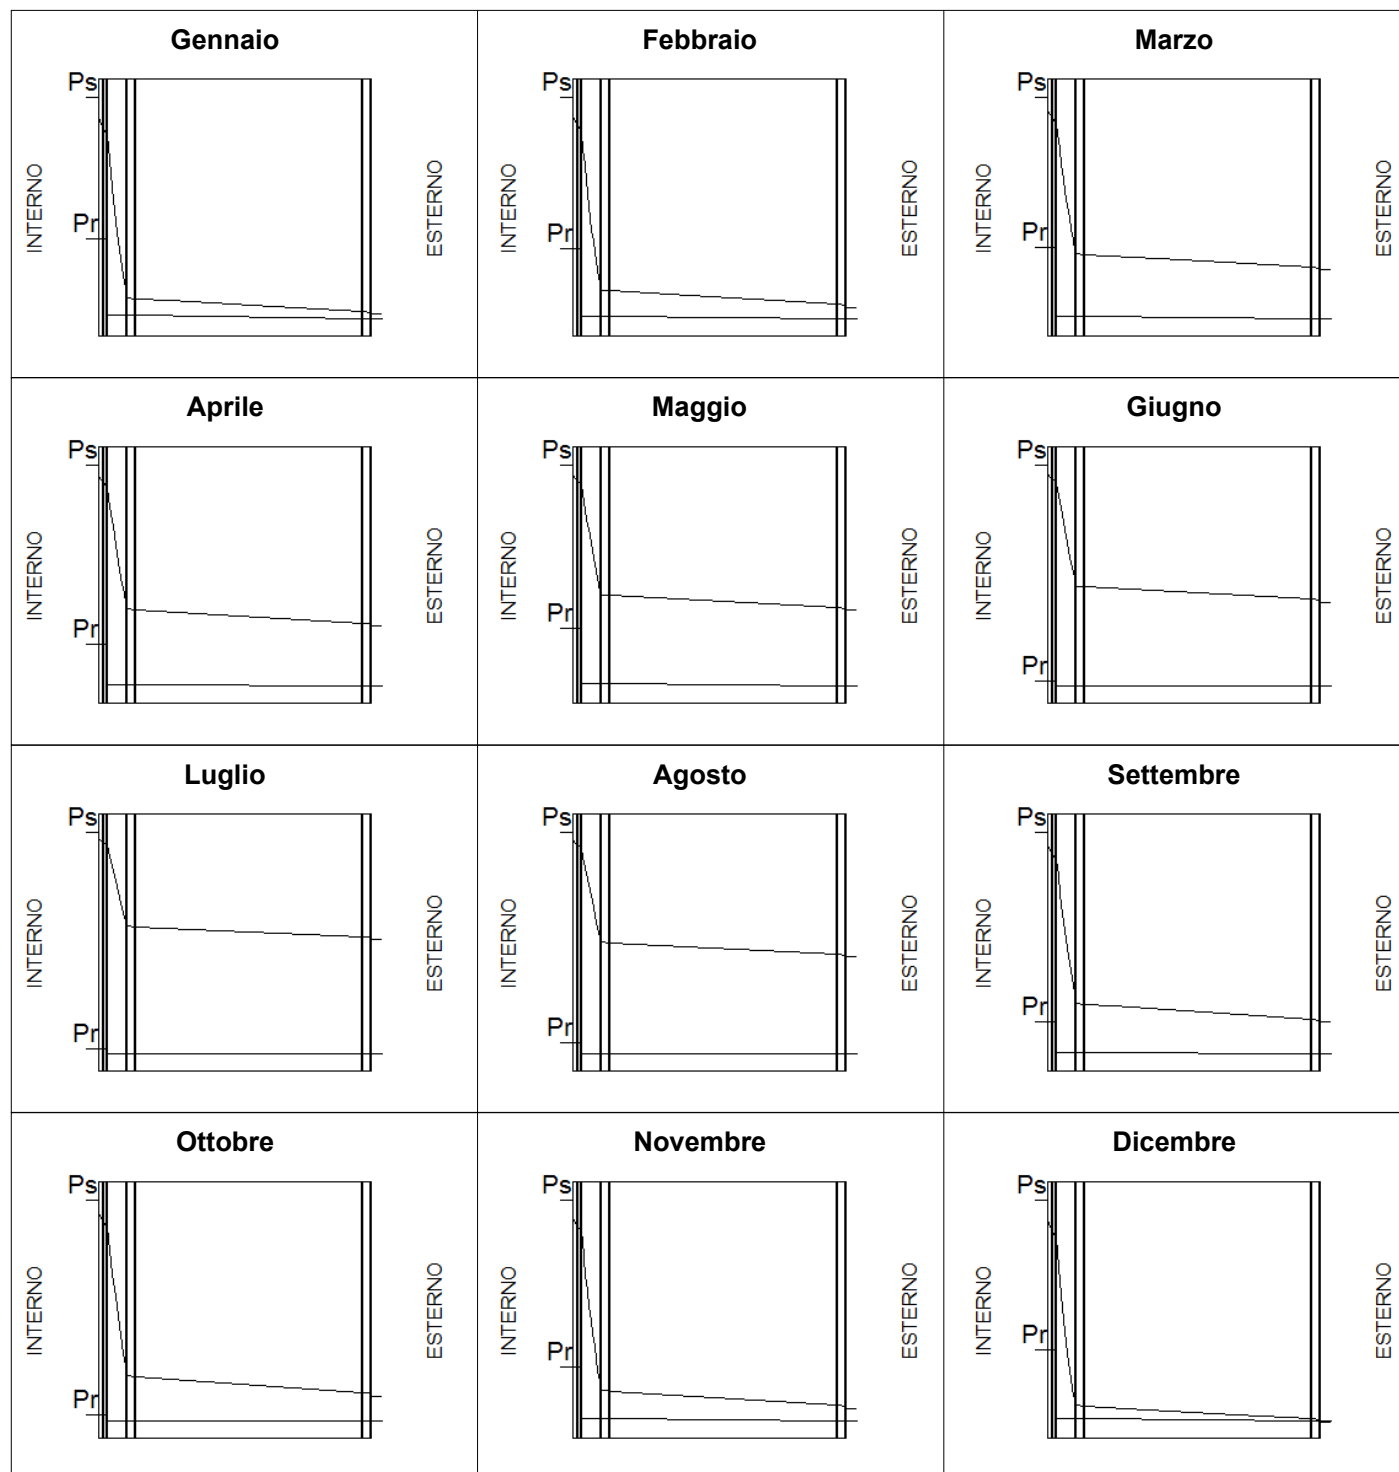 Gennaio
Febbraio
Marzo
Ps
Pr
INTERNO
ESTERNO
Ps
Pr
INTERNO
ESTERNO
Ps
Pr
INTERNO
ESTERNO
Aprile
Maggio
Giugno
Ps
Pr
INTERNO
ESTERNO
Ps
Pr
INTERNO
ESTERNO
Ps
Pr
INTERNO
ESTERNO
Luglio
Agosto
Settembre
Ps
Pr
INTERNO
ESTERNO
Ps
Pr
INTERNO
ESTERNO
Ps
Pr
INTERNO
ESTERNO
Ottobre
Novembre
Dicembre
Ps
Pr
INTERNO
ESTERNO
Ps
Pr
INTERNO
ESTERNO
Ps
Pr
INTERNO
ESTERNO